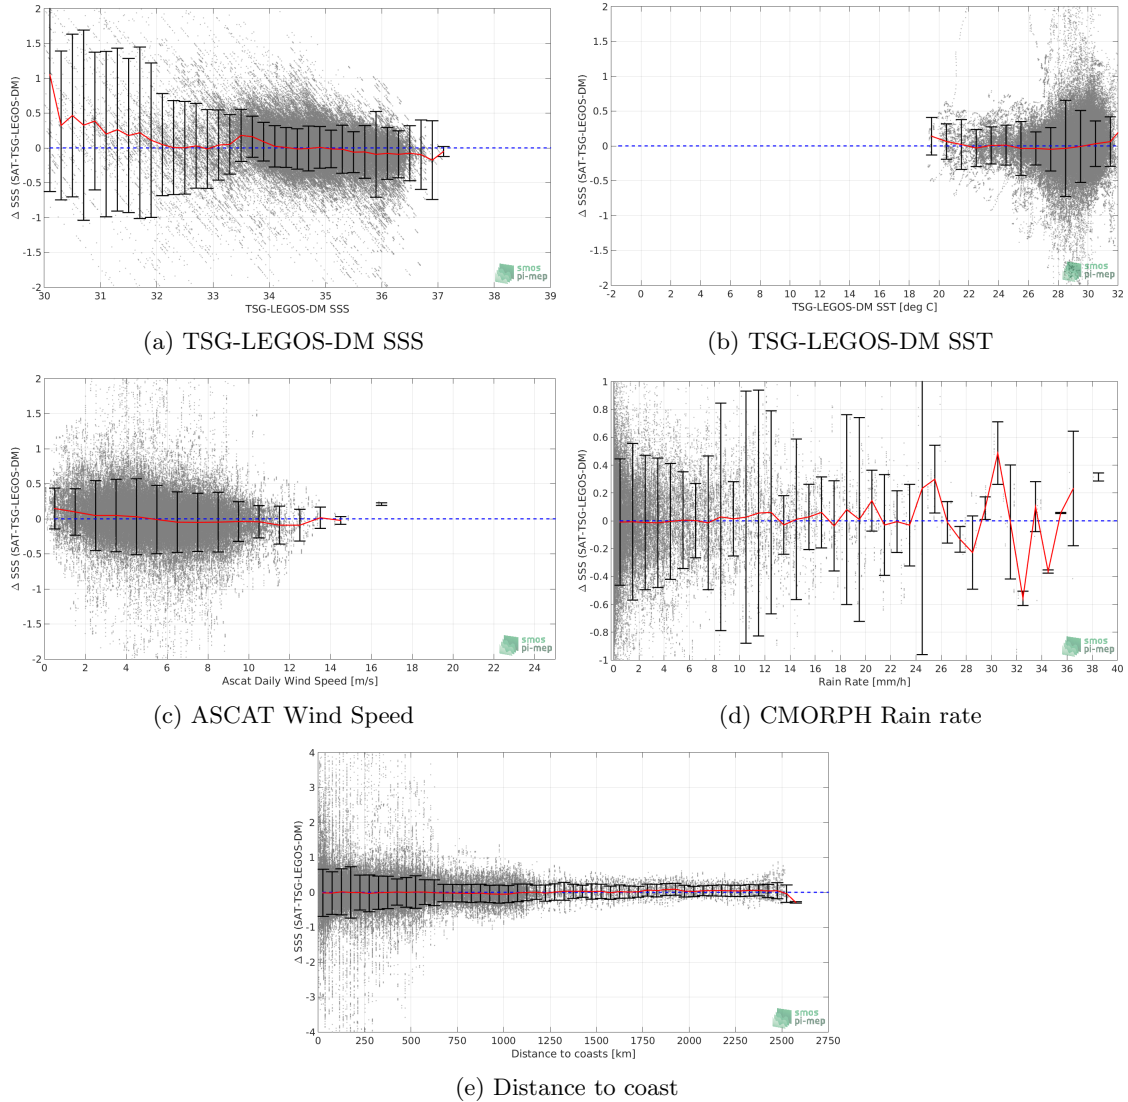 2
1.5
1
0.5
0
-0.5
-1
-1.5
-2
Δ SSS (SAT-TSG-LEGOS-DM)
30 31 32 33 34 35 36 37 38 39
TSG-LEGOS-DM SSS
smos
pi-mep
(a) TSG-LEGOS-DM SSS
2
1.5
1
0.5
0
-0.5
-1
-1.5
-2
Δ SSS (SAT-TSG-LEGOS-DM)
-2 0 2 4 6 8 10 12 14 16 18 20 22 24 26 28 30 32
TSG-LEGOS-DM SST [deg C]
smos
pi-mep
(b) TSG-LEGOS-DM SST
2
1.5
1
0.5
0
-0.5
-1
-1.5
-2
Δ SSS (SAT-TSG-LEGOS-DM)
0 2 4 6 8 10 12 14 16 18 20 22 24
Ascat Daily Wind Speed [m/s]
smos
pi-mep
(c) ASCAT Wind Speed
1
0.8
0.6
0.4
0.2
0
-0.2
-0.4
-0.6
-0.8
-1
Δ SSS (SAT-TSG-LEGOS-DM)
0 2 4 6 8 10 12 14 16 18 20 22 24 26 28 30 32 34 36 38 40
Rain Rate [mm/h]
smos
pi-mep
(d) CMORPH Rain rate
4
3
2
1
0
-1
-2
-3
-4
Δ SSS (SAT-TSG-LEGOS-DM)
0 250 500 750 1000 1250 1500 1750 2000 2250 2500 2750
Distance to coasts [km]
smos
pi-mep
(e) Distance to coast